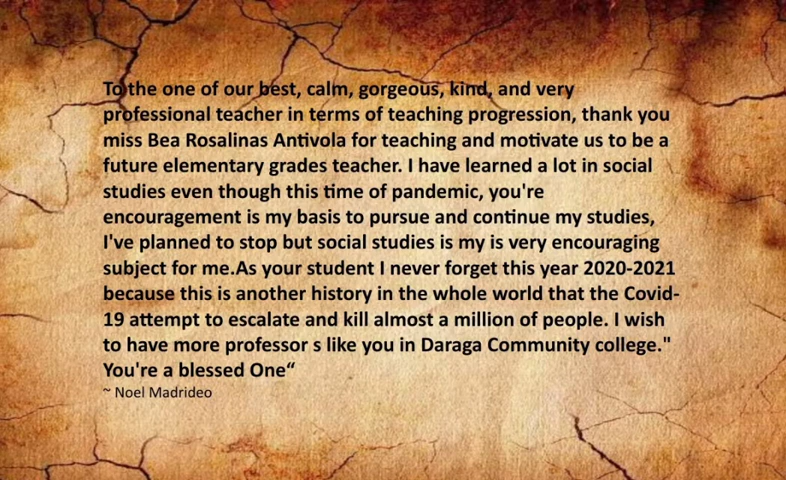 To the one of our best, calm, gorgeous, kind, and very
professional teacher in terms of teaching progression, thank you
miss Bea Rosalinas Antivola for teaching and motivate us to be a
future elementary grades teacher. I have learned a lot in social
studies even though this time of pandemic, you're
encouragement is my basis to pursue and continue my studies,
I've planned to stop but social studies is my is very encouraging
subject for me.As your student I never forget this year 2020-2021
because this is another history in the whole world that the Covid-
19 attempt to escalate and kill almost a million of people. I wish
to have more professor s like you in Daraga Community college."
You're a blessed One“
~ Noel Madrideo